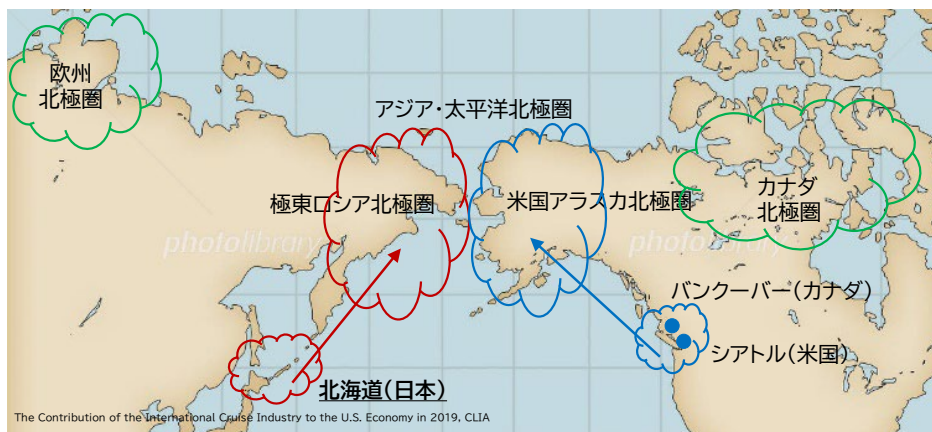 欧州
北極圏
アジア・太平洋北極圏
極東ロシア北極圏
米国アラスカ北極圏
カナダ
北極圏
photolibrary
photolibrary
バンクーバー(カナダ)
シアトル(米国)
北海道(日本)
The Contribution of the International Cruise Industry to the U.S. Economy in 2019, CLIA